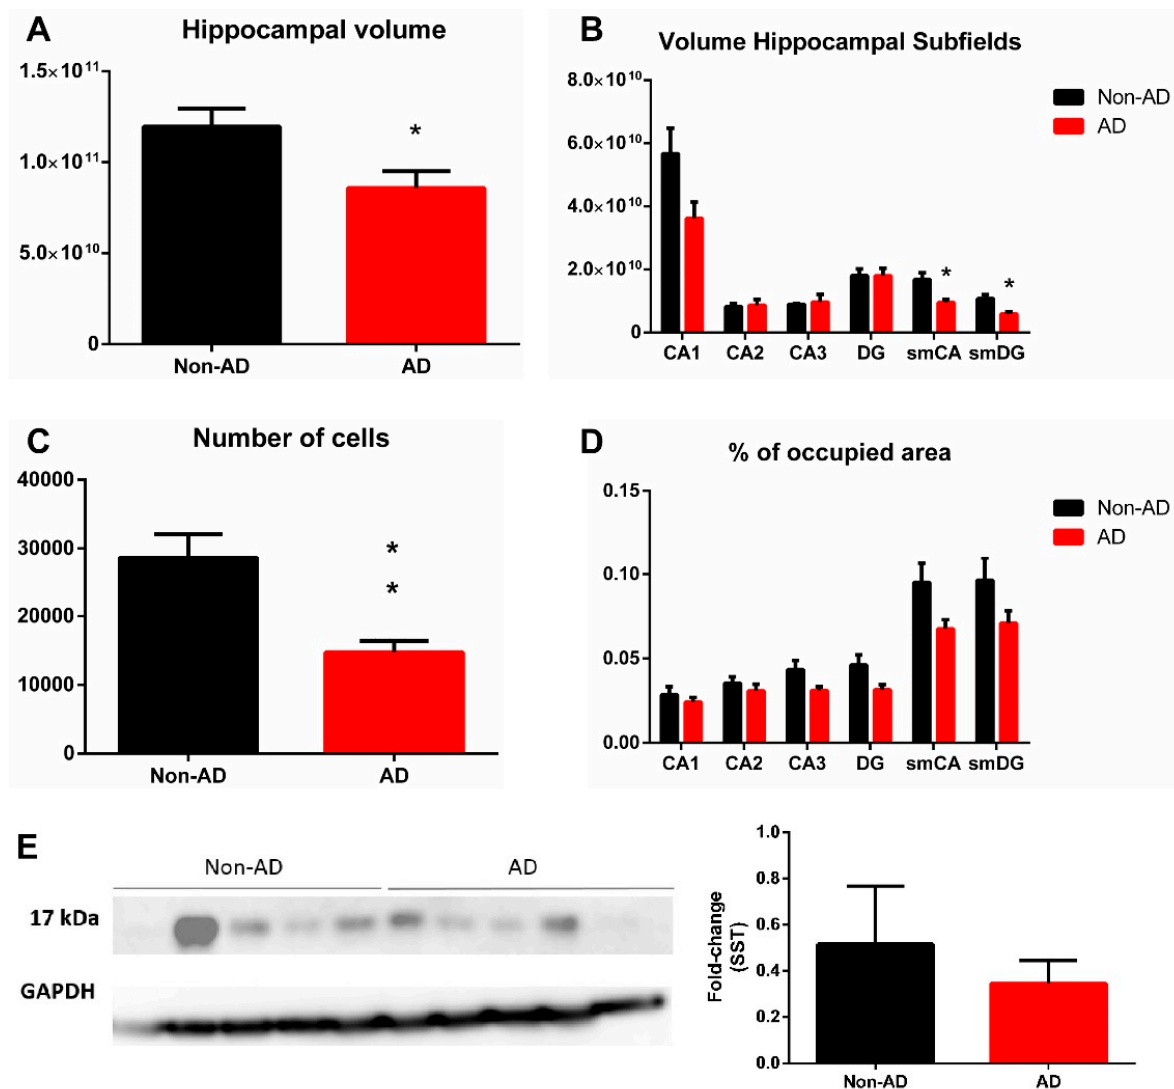 A
Hippocampal volume
1.5×10¹¹
1.0×10¹¹
5.0×10¹⁰
0
Non-AD AD
*
B
Volume Hippocampal Subfields
8.0×10¹⁰
6.0×10¹⁰
4.0×10¹⁰
2.0×10¹⁰
0
CA1 CA2 CA3 DG smCA smDG
* *
Non-AD
AD
C
Number of cells
40000
30000
20000
10000
0
Non-AD AD
*
*
D
% of occupied area
0.15
0.10
0.05
0.00
CA1 CA2 CA3 DG smCA smDG
Non-AD
AD
E
Non-AD AD
17 kDa
GAPDH
Fold-change
(SST)
1.0
0.8
0.6
0.4
0.2
0.0
Non-AD AD